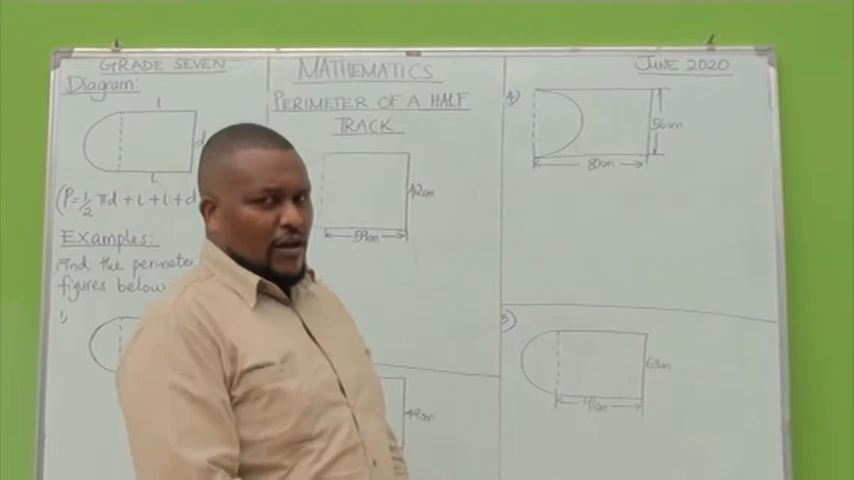 GRADE SEVEN
Diagram:
l
d
l
(P=½ πd + l + l + d
Examples:
Find the perimeter
figures below
1,
MATHEMATICS
PERIMETER OF A HALF
TRACK
42cm
59cm
49cm
JUNE 2020
4)
56cm
80cm
5)
63cm